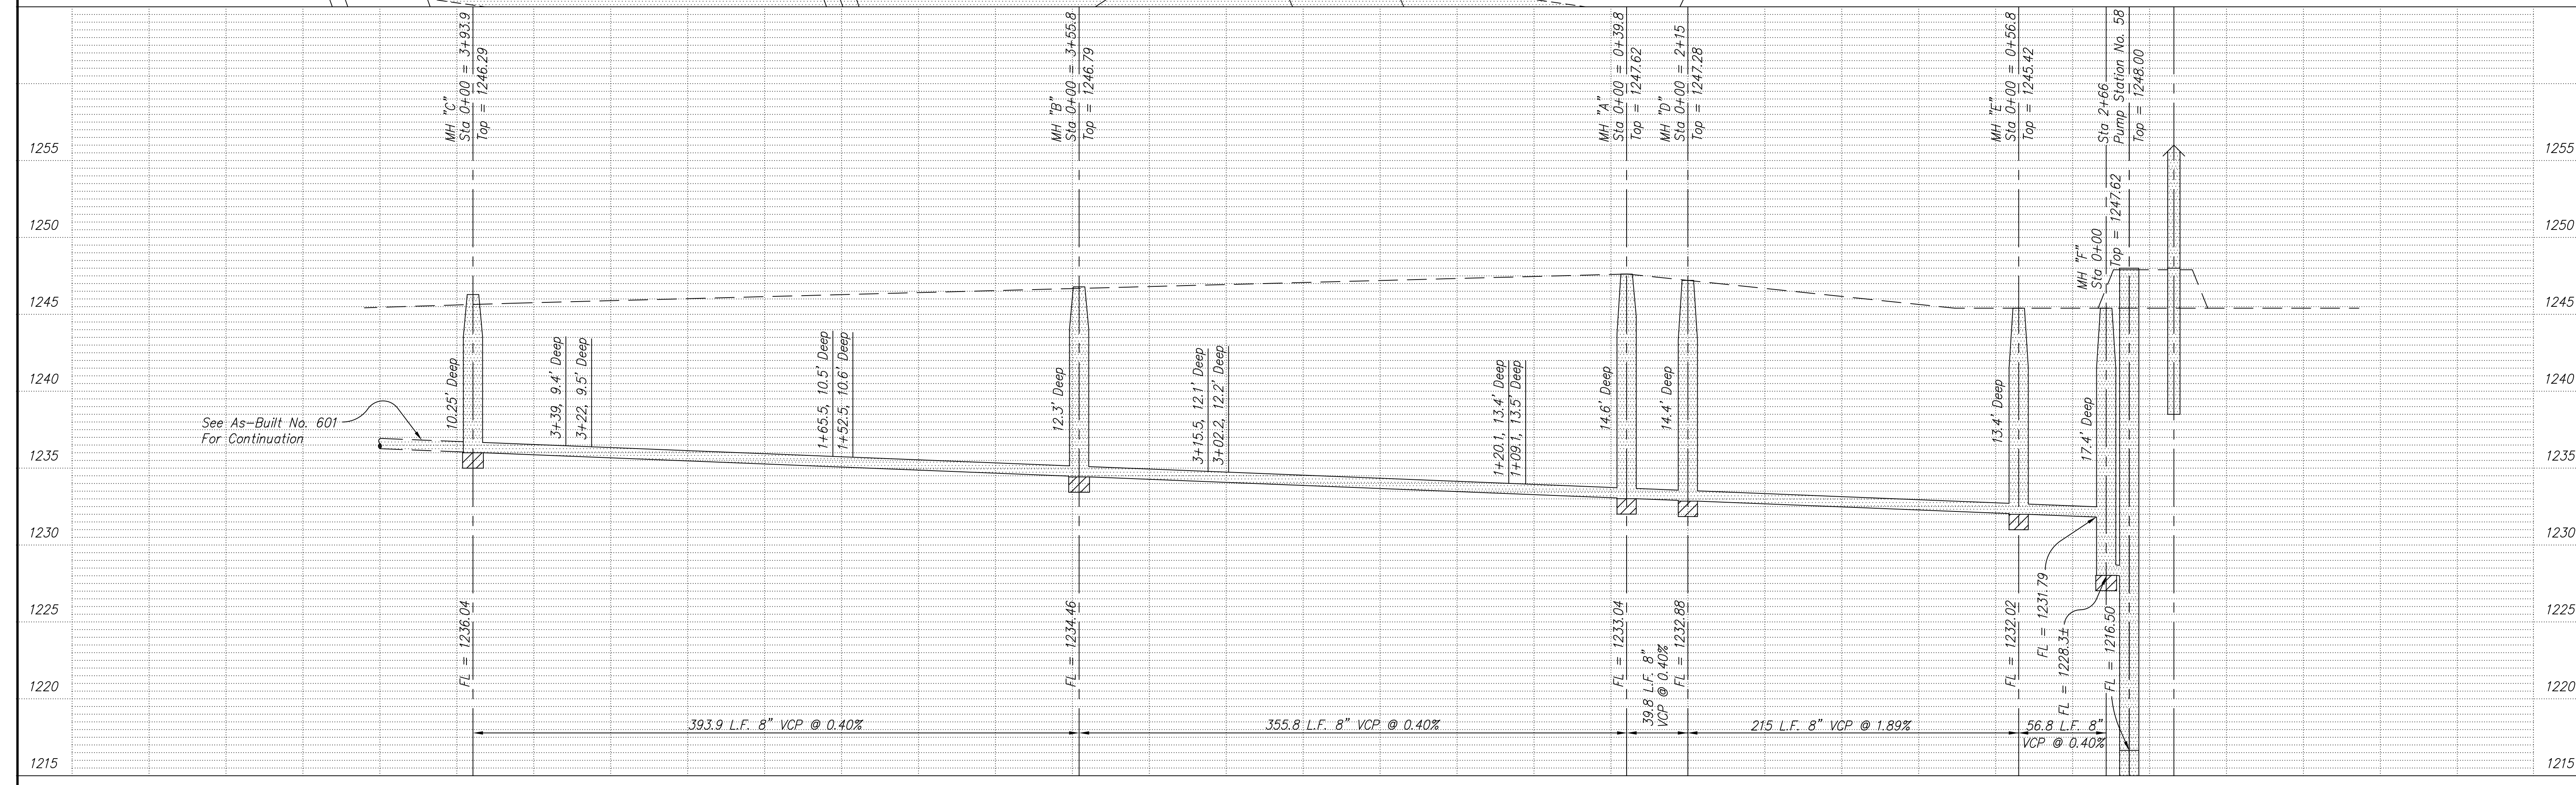 MH "C"
Sta 0+00 = 3+93.9
Top = 1246.29
MH "B"
Sta 0+00 = 3+55.8
Top = 1246.79
MH "A"
Sta 0+00 = 0+39.8
Top = 1247.62
MH "D"
Sta 0+00 = 2+15
Top = 1247.28
MH "E"
Sta 0+00 = 0+56.8
Top = 1245.42
Sta 2+66
Pump Station No. 58
Top = 1248.00
MH "F"
Sta 0+00
Top = 1247.62
1255
1255
1250
1250
1245
1245
1240
1240
1235
1235
1230
1230
1225
1225
1220
1220
1215
1215
See As-Built No. 601
For Continuation
10.25' Deep
3+39, 9.4' Deep
3+22, 9.5' Deep
1+65.5, 10.5' Deep
1+52.5, 10.6' Deep
12.3' Deep
3+15.5, 12.1' Deep
3+02.2, 12.2' Deep
1+20.1, 13.4' Deep
1+09.1, 13.5' Deep
14.6' Deep
14.4' Deep
13.4' Deep
17.4' Deep
FL = 1236.04
FL = 1234.46
FL = 1233.04
39.8 L.F. 8"
VCP @ 0.40%
FL = 1232.88
FL = 1232.02
FL = 1231.79
FL = 1228.3±
FL = 1216.50
393.9 L.F. 8" VCP @ 0.40%
355.8 L.F. 8" VCP @ 0.40%
215 L.F. 8" VCP @ 1.89%
56.8 L.F. 8"
VCP @ 0.40%